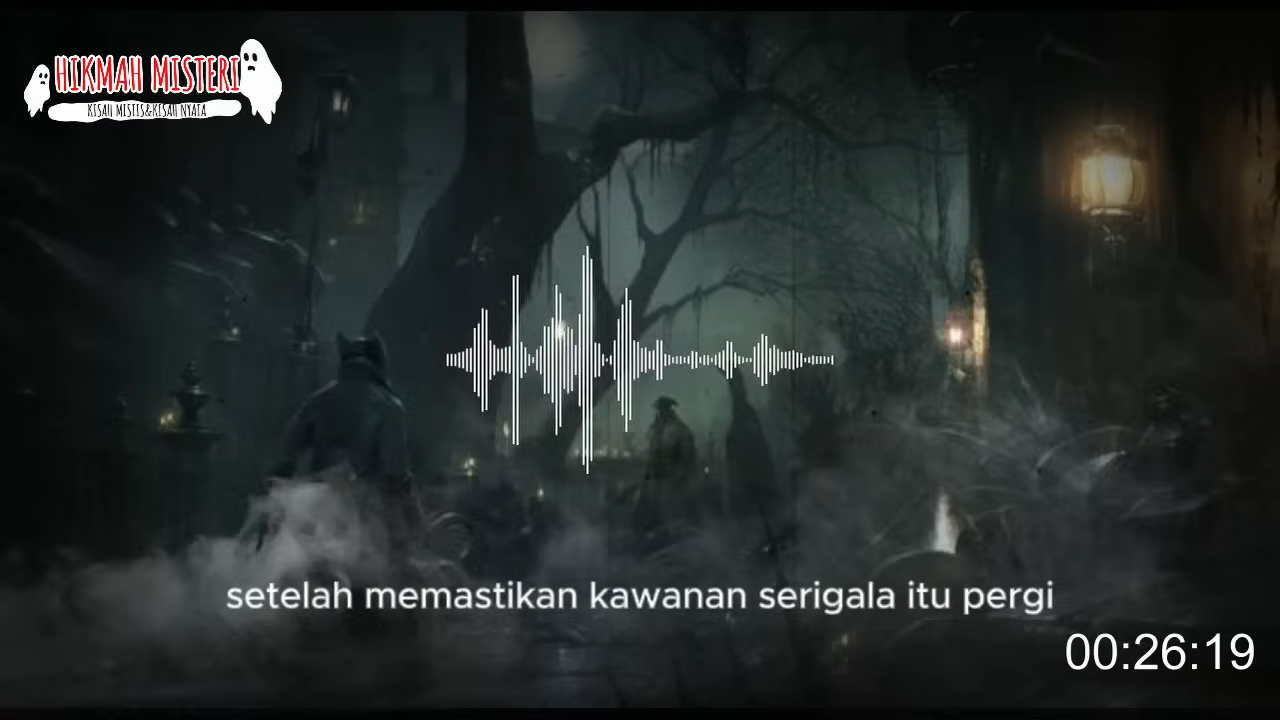 HIKMAH MISTERI
KISAH MISTIS&KISAH NYATA
setelah memastikan kawanan serigala itu pergi
00:26:19